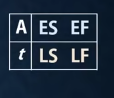 A ES EF
t LS LF